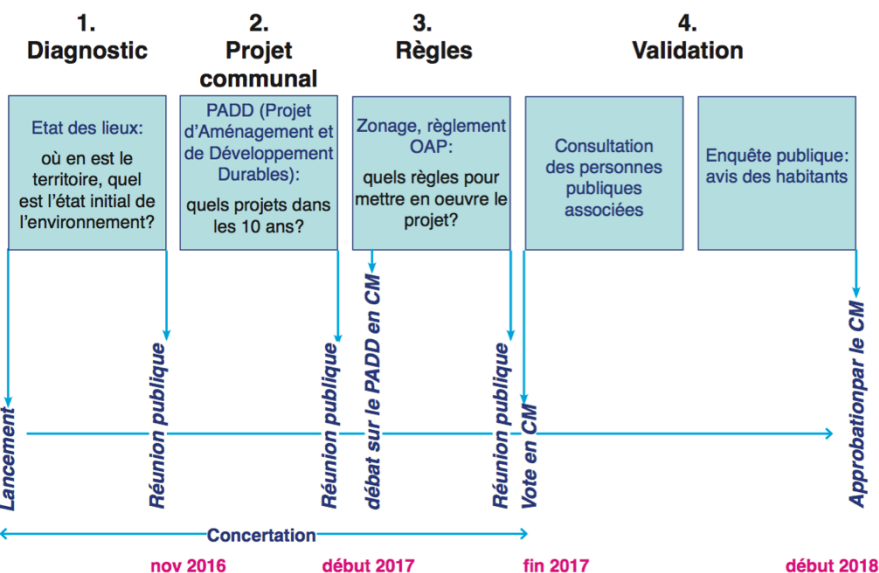 1.
Diagnostic
2.
Projet
communal
3.
Règles
4.
Validation
Etat des lieux:
où en est le
territoire, quel
est l'état initial de
l'environnement?
PADD (Projet
d'Aménagement et
de Développement
Durables):
quels projets dans
les 10 ans?
Zonage, règlement
OAP:
quels règles pour
mettre en oeuvre le
projet?
Consultation
des personnes
publiques
associées
Enquête publique:
avis des habitants
Lancement
Réunion publique
Réunion publique
débat sur le PADD en CM
Réunion publique
Vote en CM
Approbationpar le CM
Concertation
nov 2016
début 2017
fin 2017
début 2018